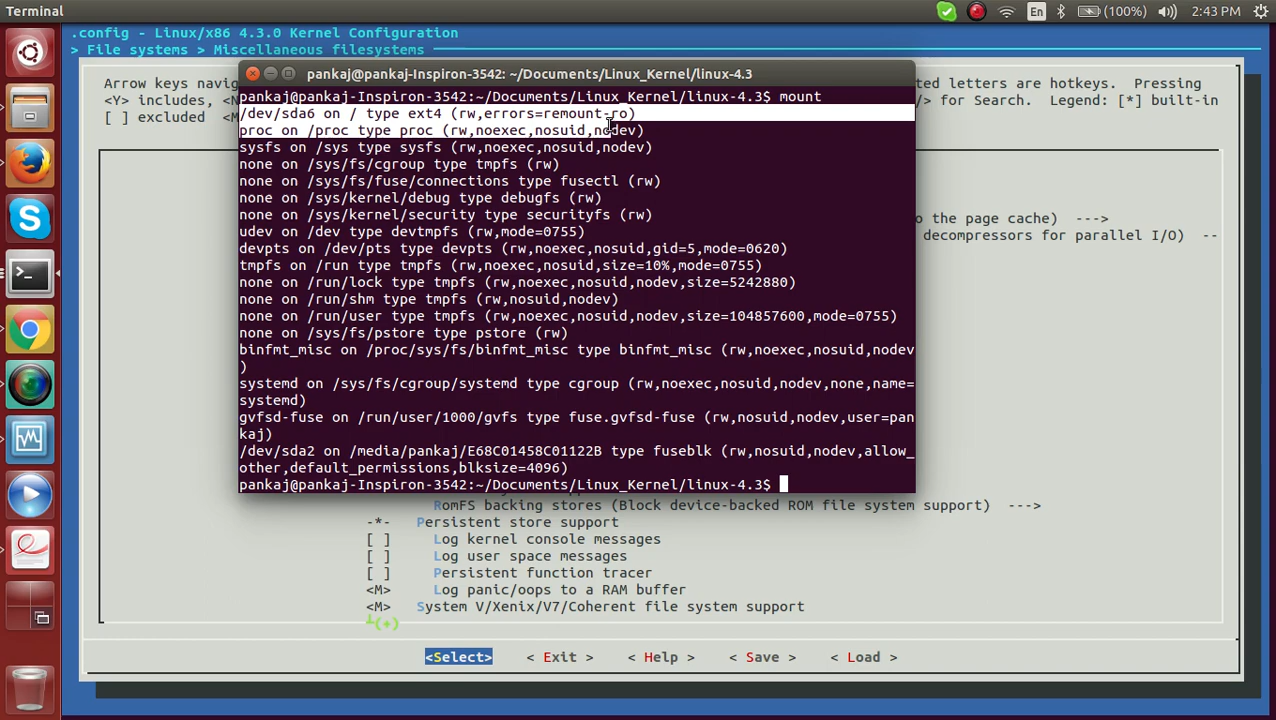 Terminal
En
(100%)
2:43 PM
.config - Linux/x86 4.3.0 Kernel Configuration
> File systems > Miscellaneous filesystems
Arrow keys navig
ted letters are hotkeys. Pressing
<Y> includes, <N
/> for Search. Legend: [*] built-in
[ ] excluded <M
pankaj@pankaj-Inspiron-3542: ~/Documents/Linux_Kernel/linux-4.3
pankaj@pankaj-Inspiron-3542:~/Documents/Linux_Kernel/linux-4.3$ mount
/dev/sda6 on / type ext4 (rw,errors=remount-ro)
proc on /proc type proc (rw,noexec,nosuid,nodev)
sysfs on /sys type sysfs (rw,noexec,nosuid,nodev)
none on /sys/fs/cgroup type tmpfs (rw)
none on /sys/fs/fuse/connections type fusectl (rw)
none on /sys/kernel/debug type debugfs (rw)
none on /sys/kernel/security type securityfs (rw)
udev on /dev type devtmpfs (rw,mode=0755)
devpts on /dev/pts type devpts (rw,noexec,nosuid,gid=5,mode=0620)
tmpfs on /run type tmpfs (rw,noexec,nosuid,size=10%,mode=0755)
none on /run/lock type tmpfs (rw,noexec,nosuid,nodev,size=5242880)
none on /run/shm type tmpfs (rw,nosuid,nodev)
none on /run/user type tmpfs (rw,noexec,nosuid,nodev,size=104857600,mode=0755)
none on /sys/fs/pstore type pstore (rw)
binfmt_misc on /proc/sys/fs/binfmt_misc type binfmt_misc (rw,noexec,nosuid,nodev
)
systemd on /sys/fs/cgroup/systemd type cgroup (rw,noexec,nosuid,nodev,none,name=
systemd)
gvfsd-fuse on /run/user/1000/gvfs type fuse.gvfsd-fuse (rw,nosuid,nodev,user=pan
kaj)
/dev/sda2 on /media/pankaj/E68C01458C01122B type fuseblk (rw,nosuid,nodev,allow_
other,default_permissions,blksize=4096)
pankaj@pankaj-Inspiron-3542:~/Documents/Linux_Kernel/linux-4.3$
o the page cache) --->
decompressors for parallel I/O) --
RomFS backing stores (Block device-backed ROM file system support) --->
-*- Persistent store support
[ ] Log kernel console messages
[ ] Log user space messages
[ ] Persistent function tracer
<M> Log panic/oops to a RAM buffer
<M> System V/Xenix/V7/Coherent file system support
(+)
<Select> < Exit > < Help > < Save > < Load >